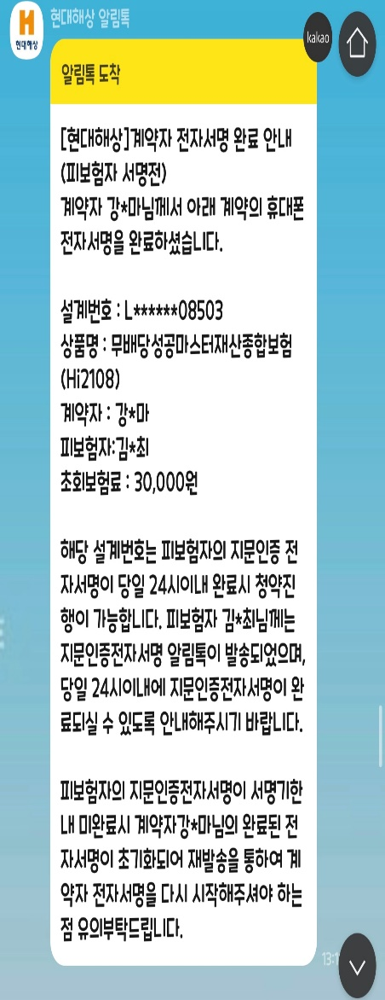 현대해상 알림톡
H
현대해상
kakao
알림톡 도착
[현대해상]계약자 전자서명 완료 안내
(피보험자 서명전)
계약자 강*마님께서 아래 계약의 휴대폰
전자서명을 완료하셨습니다.
설계번호 : L******08503
상품명 : 무배당성공마스터재산종합보험
(Hi2108)
계약자 : 강*마
피보험자:김*최
초회보험료 : 30,000원
해당 설계번호는 피보험자의 지문인증 전
자서명이 당일 24시이내 완료시 청약진
행이 가능합니다. 피보험자 김*최님께는
지문인증전자서명 알림톡이 발송되었으며,
당일 24시이내에 지문인증전자서명이 완
료되실 수 있도록 안내해주시기 바랍니다.
피보험자의 지문인증전자서명이 서명기한
내 미완료시 계약자강*마님의 완료된 전
자서명이 초기화되어 재발송을 통하여 계
약자 전자서명을 다시 시작해주셔야 하는
점 유의부탁드립니다.